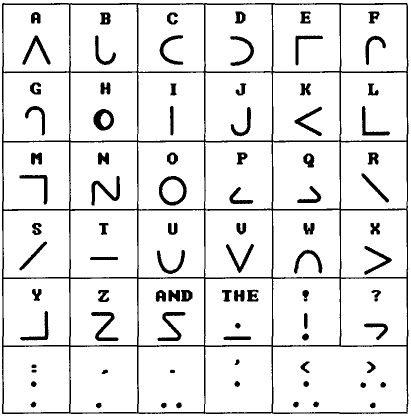 A B C D E F
G H I J K L
M N O P Q R
S T U V W X
Y Z AND THE ! ?
: , - ' ( )